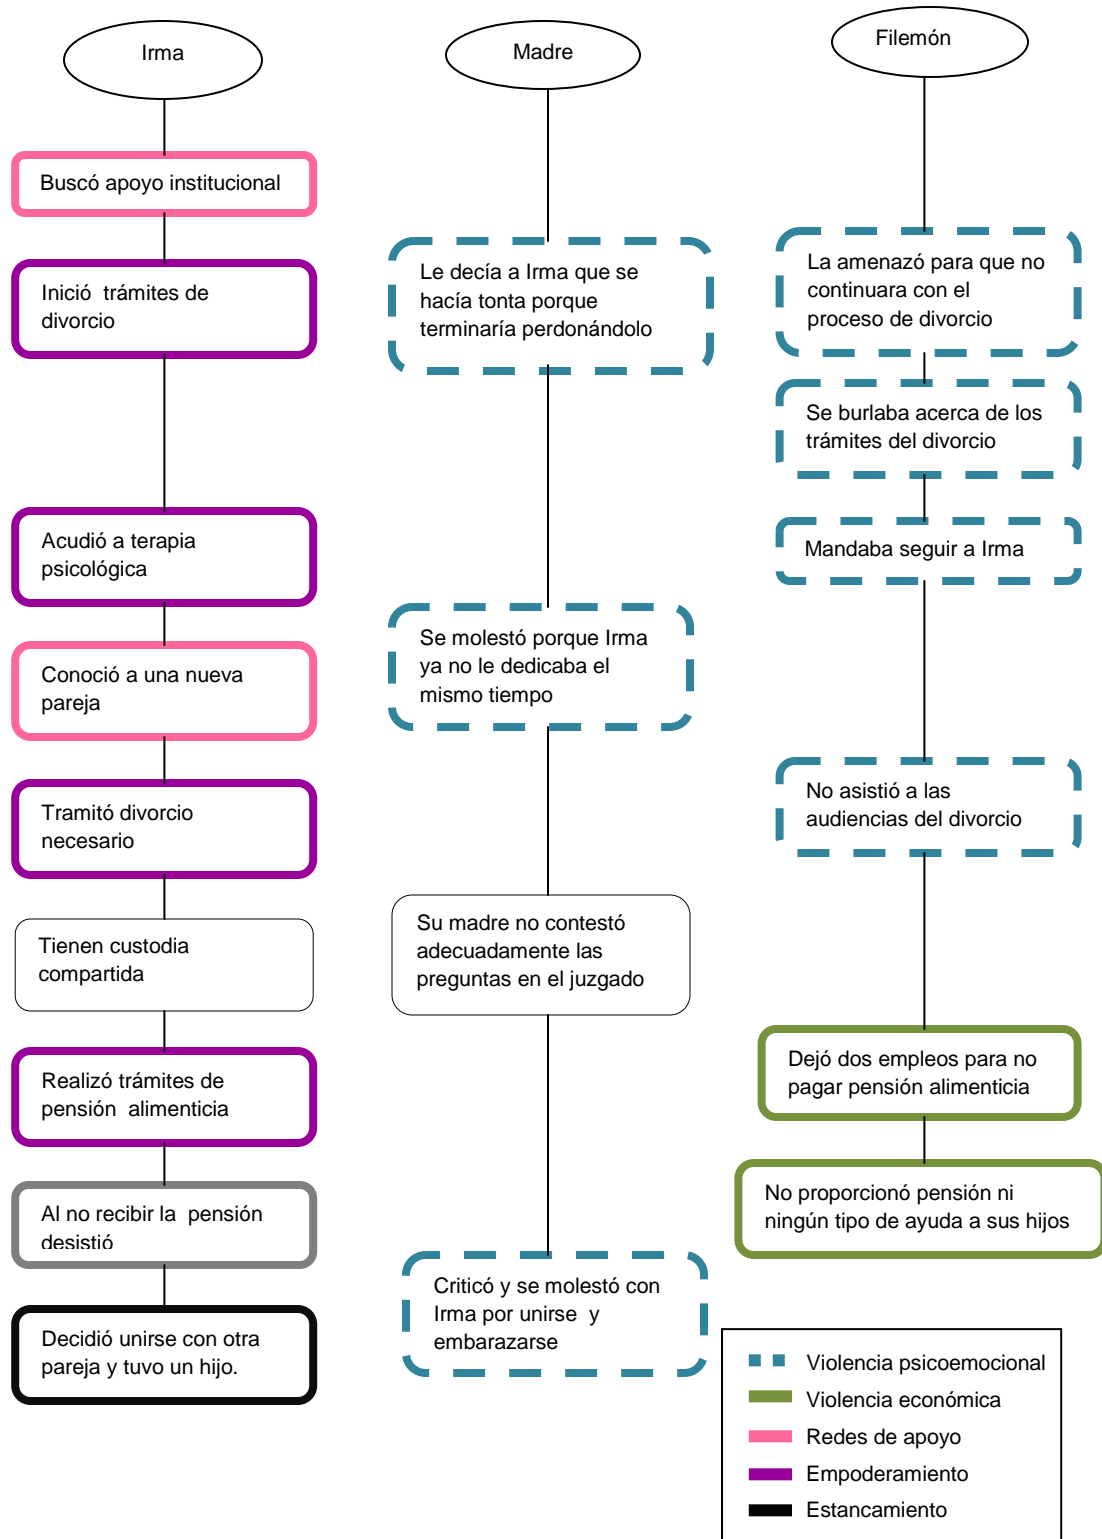 Irma
Buscó apoyo institucional
Inició trámites de
divorcio
Acudió a terapia
psicológica
Conoció a una nueva
pareja
Tramitó divorcio
necesario
Tienen custodia
compartida
Realizó trámites de
pensión alimenticia
Al no recibir la pensión
desistió
Decidió unirse con otra
pareja y tuvo un hijo.
Madre
Le decía a Irma que se
hacía tonta porque
terminaría perdonándolo
Se molestó porque Irma
ya no le dedicaba el
mismo tiempo
Su madre no contestó
adecuadamente las
preguntas en el juzgado
Criticó y se molestó con
Irma por unirse y
embarazarse
Filemón
La amenazó para que no
continuara con el
proceso de divorcio
Se burlaba acerca de los
trámites del divorcio
Mandaba seguir a Irma
No asistió a las
audiencias del divorcio
Dejó dos empleos para no
pagar pensión alimenticia
No proporcionó pensión ni
ningún tipo de ayuda a sus hijos
Violencia psicoemocional
Violencia económica
Redes de apoyo
Empoderamiento
Estancamiento